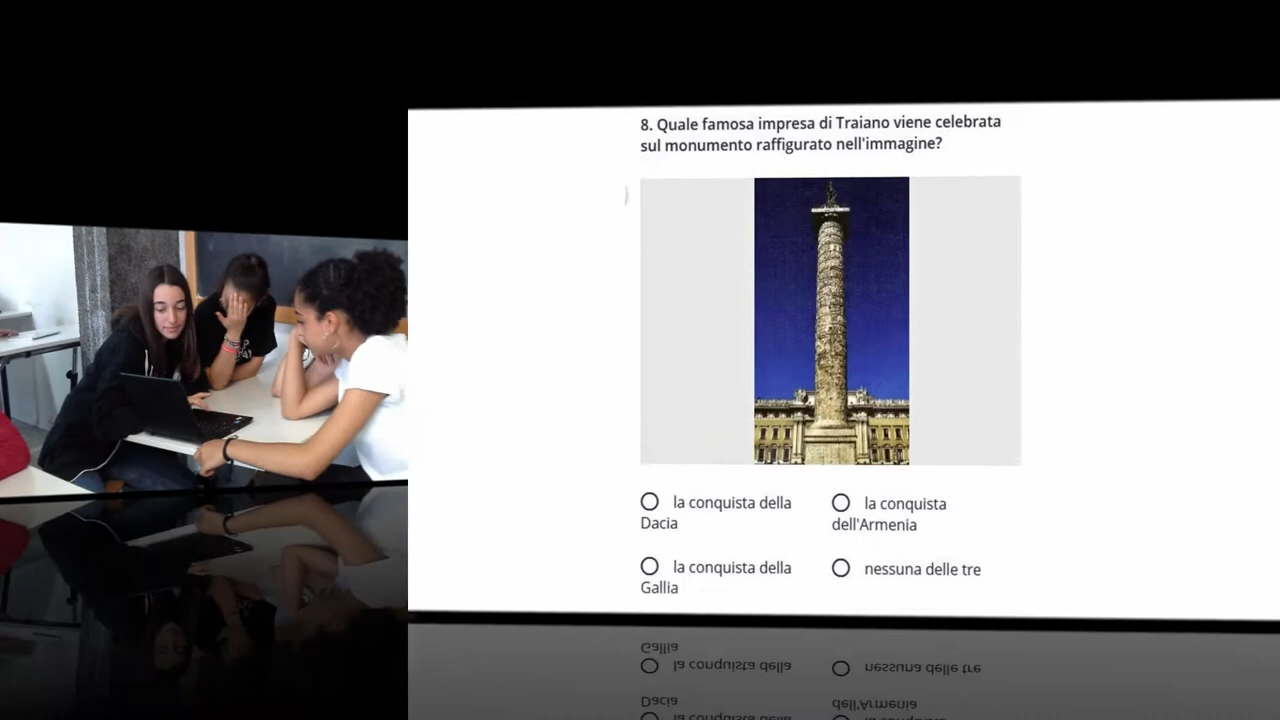 8. Quale famosa impresa di Traiano viene celebrata
sul monumento raffigurato nell'immagine?
la conquista della
Dacia
la conquista
dell'Armenia
la conquista della
Gallia
nessuna delle tre